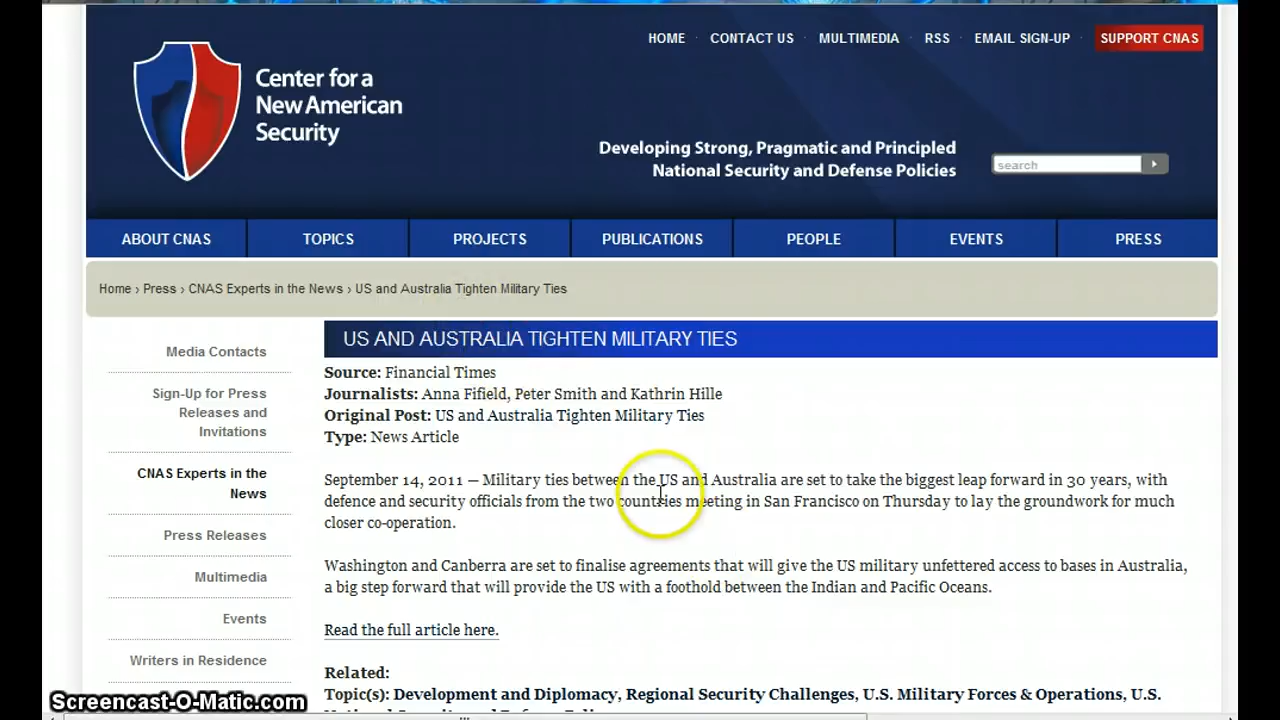 HOME · CONTACT US · MULTIMEDIA · RSS · EMAIL SIGN-UP SUPPORT CNAS
Center for a
New American
Security
Developing Strong, Pragmatic and Principled
National Security and Defense Policies
search
ABOUT CNAS TOPICS PROJECTS PUBLICATIONS PEOPLE EVENTS PRESS
Home › Press › CNAS Experts in the News › US and Australia Tighten Military Ties
Media Contacts
Sign-Up for Press
Releases and
Invitations
CNAS Experts in the
News
Press Releases
Multimedia
Events
Writers in Residence
US AND AUSTRALIA TIGHTEN MILITARY TIES
Source: Financial Times
Journalists: Anna Fifield, Peter Smith and Kathrin Hille
Original Post: US and Australia Tighten Military Ties
Type: News Article
September 14, 2011 — Military ties between the US and Australia are set to take the biggest leap forward in 30 years, with
defence and security officials from the two countries meeting in San Francisco on Thursday to lay the groundwork for much
closer co-operation.
Washington and Canberra are set to finalise agreements that will give the US military unfettered access to bases in Australia,
a big step forward that will provide the US with a foothold between the Indian and Pacific Oceans.
Read the full article here.
Related:
Topic(s): Development and Diplomacy, Regional Security Challenges, U.S. Military Forces & Operations, U.S.
Screencast-O-Matic.com